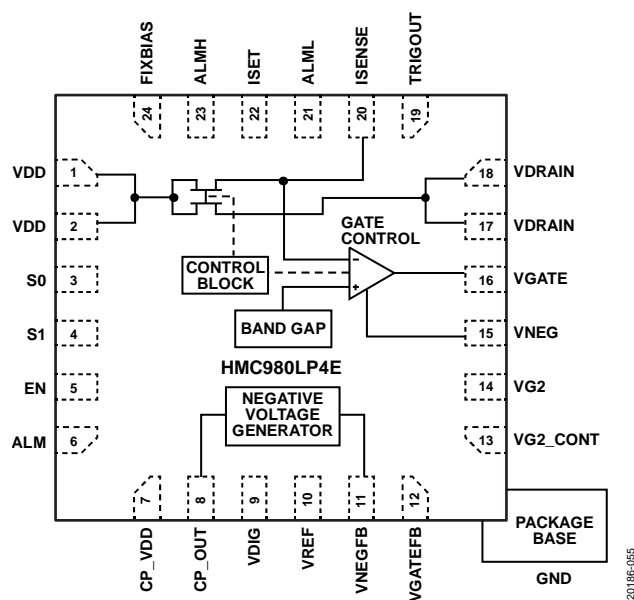 FIXBIAS
ALMH
ISET
ALML
ISENSE
TRIGOUT
24
23
22
21
20
19
VDD
1
18
VDRAIN
VDD
2
17
VDRAIN
GATE
CONTROL
S0
3
CONTROL
BLOCK
-
+
16
VGATE
S1
4
BAND GAP
15
VNEG
HMC980LP4E
EN
5
14
VG2
NEGATIVE
VOLTAGE
GENERATOR
ALM
6
13
VG2_CONT
7
8
9
10
11
12
CP_VDD
CP_OUT
VDIG
VREF
VNEGFB
VGATEFB
PACKAGE
BASE
GND
20186-055